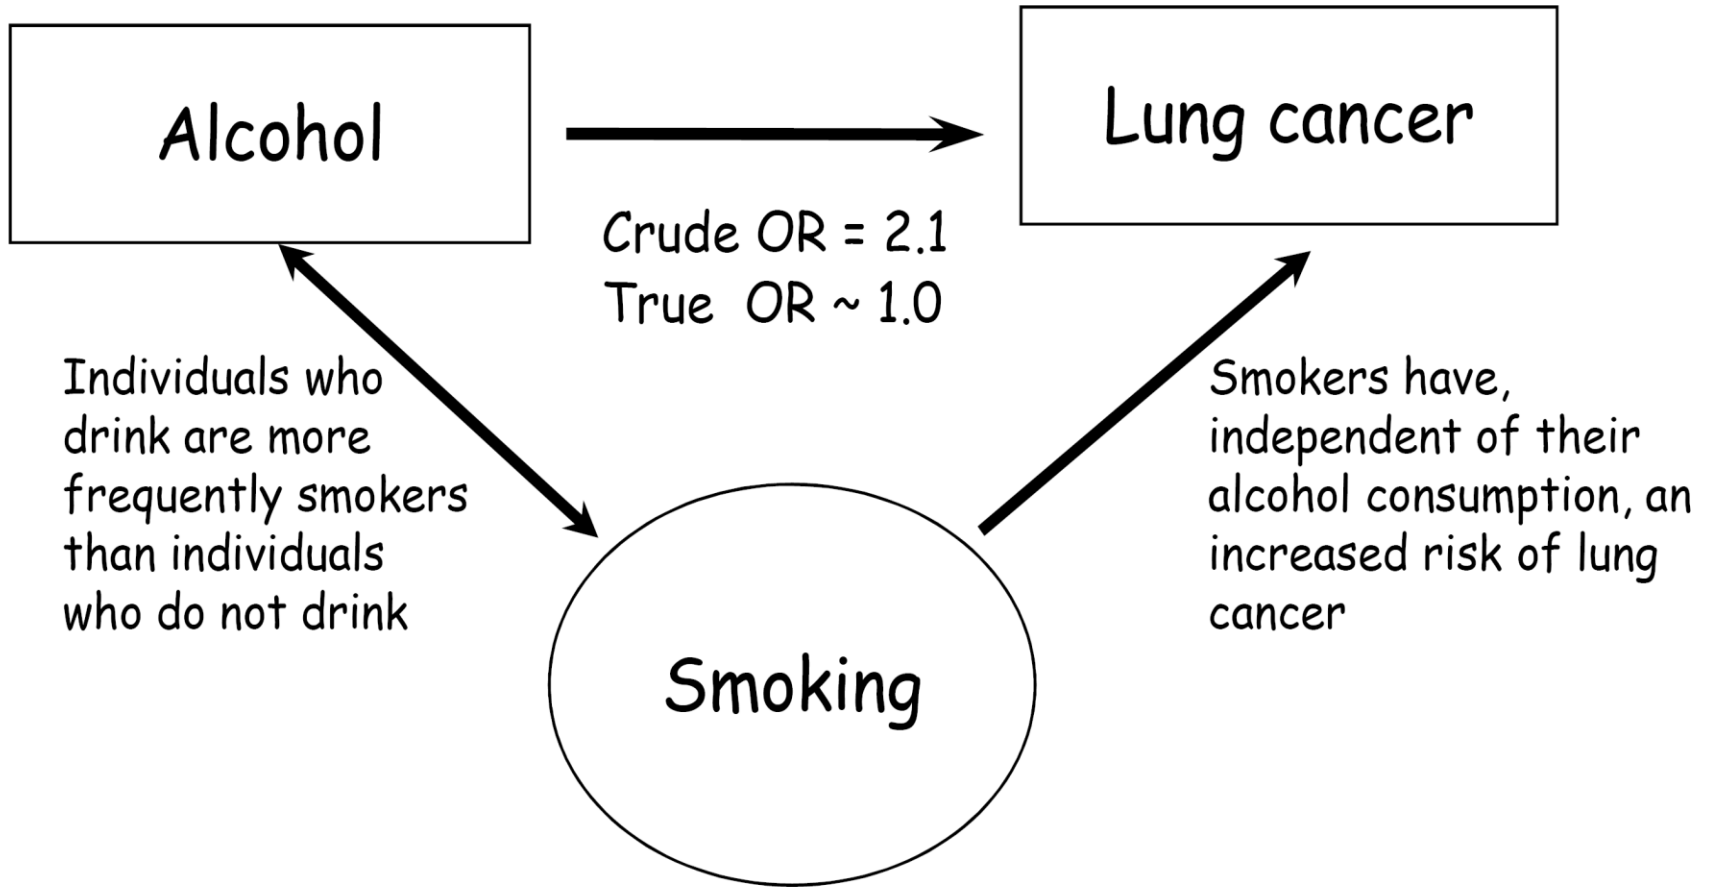 Alcohol
Lung cancer
Crude OR = 2.1
True OR ~ 1.0
Individuals who
drink are more
frequently smokers
than individuals
who do not drink
Smokers have,
independent of their
alcohol consumption, an
increased risk of lung
cancer
Smoking